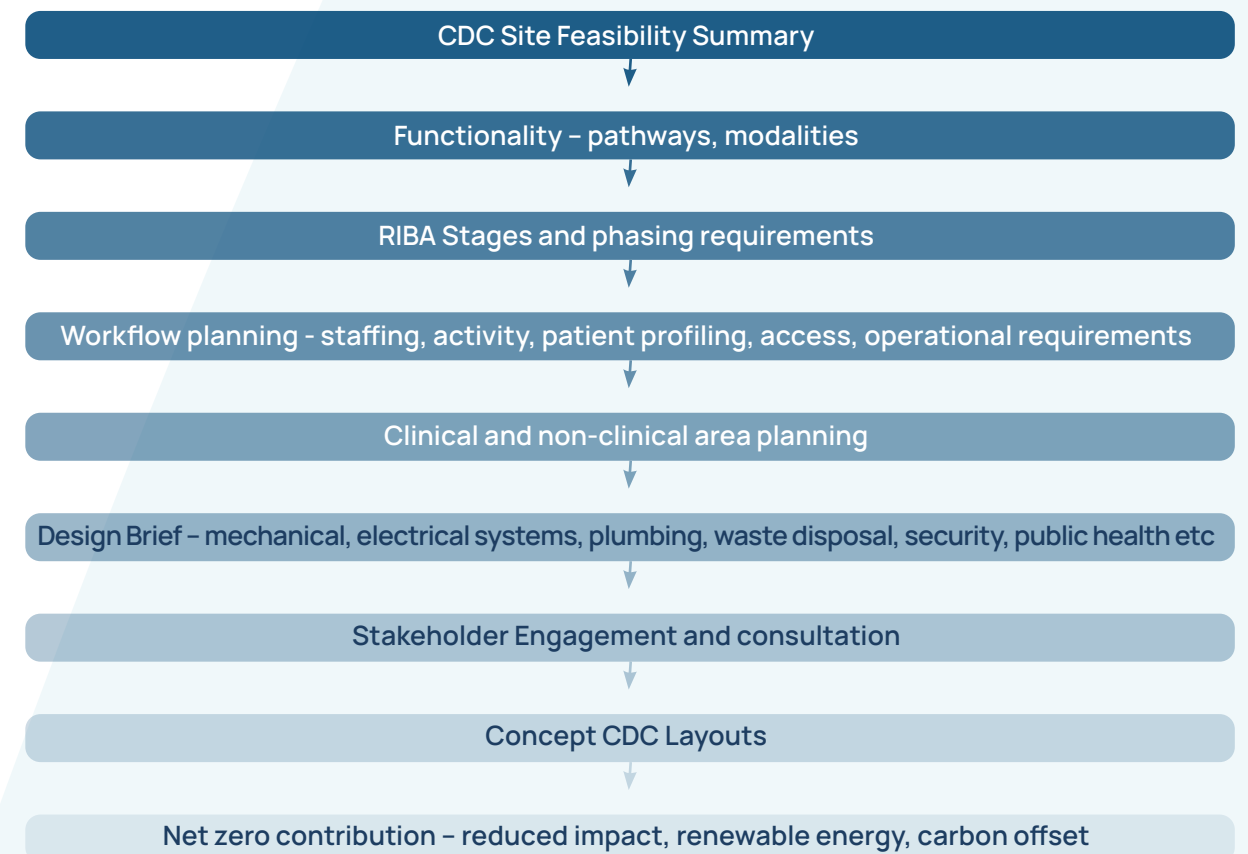 CDC Site Feasibility Summary
Functionality – pathways, modalities
RIBA Stages and phasing requirements
Workflow planning - staffing, activity, patient profiling, access, operational requirements
Clinical and non-clinical area planning
Design Brief – mechanical, electrical systems, plumbing, waste disposal, security, public health etc
Stakeholder Engagement and consultation
Concept CDC Layouts
Net zero contribution – reduced impact, renewable energy, carbon offset